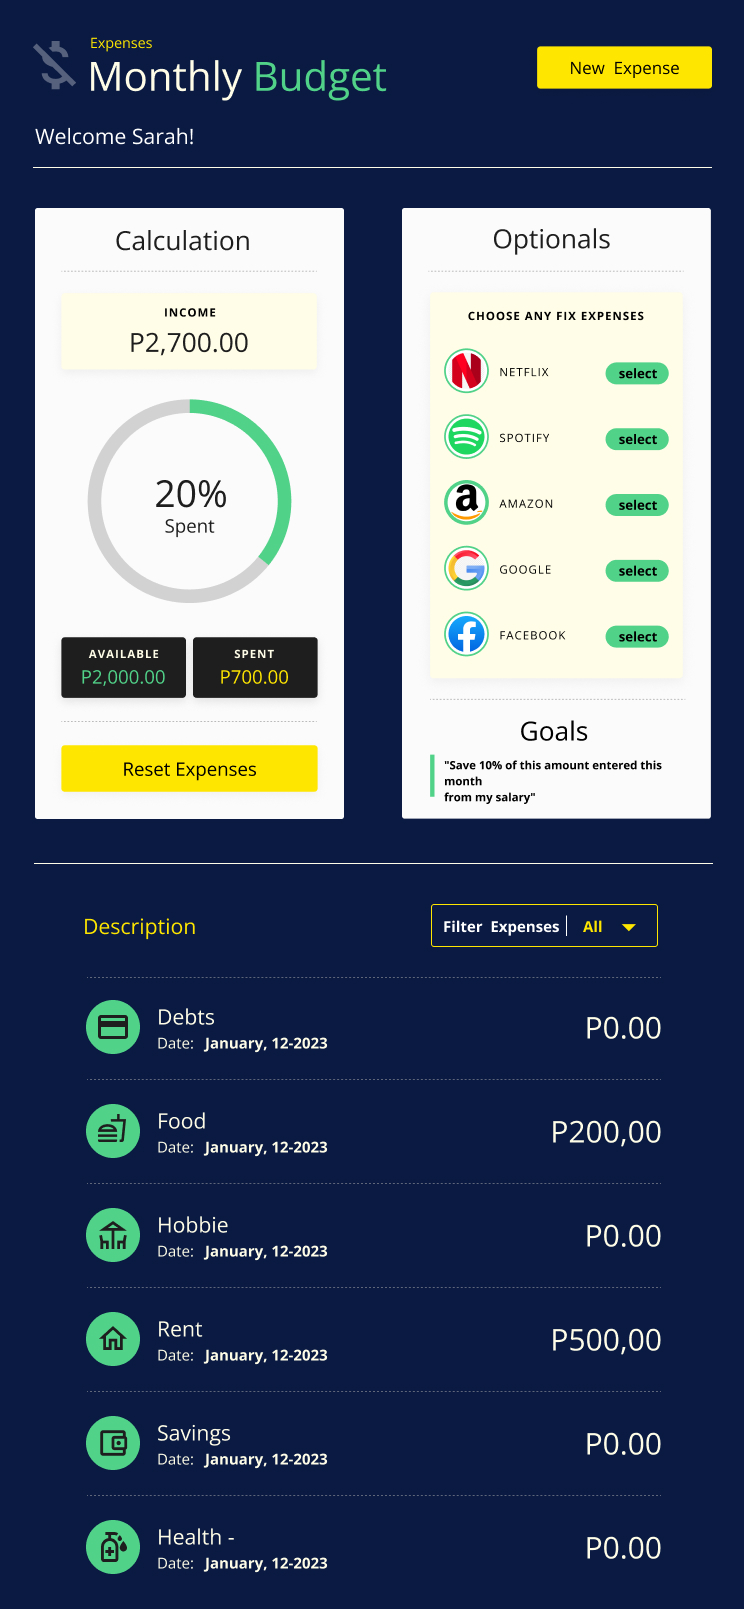 Expenses
Monthly Budget
New Expense
Welcome Sarah!
Calculation
INCOME
P2,700.00
20%
Spent
AVAILABLE
P2,000.00
SPENT
P700.00
Reset Expenses
Optionals
CHOOSE ANY FIX EXPENSES
NETFLIX
select
SPOTIFY
select
AMAZON
select
GOOGLE
select
FACEBOOK
select
Goals
"Save 10% of this amount entered this
month
from my salary"
Description
Filter Expenses | All
Debts
Date: January, 12-2023
P0.00
Food
Date: January, 12-2023
P200,00
Hobbie
Date: January, 12-2023
P0.00
Rent
Date: January, 12-2023
P500,00
Savings
Date: January, 12-2023
P0.00
Health -
Date: January, 12-2023
P0.00